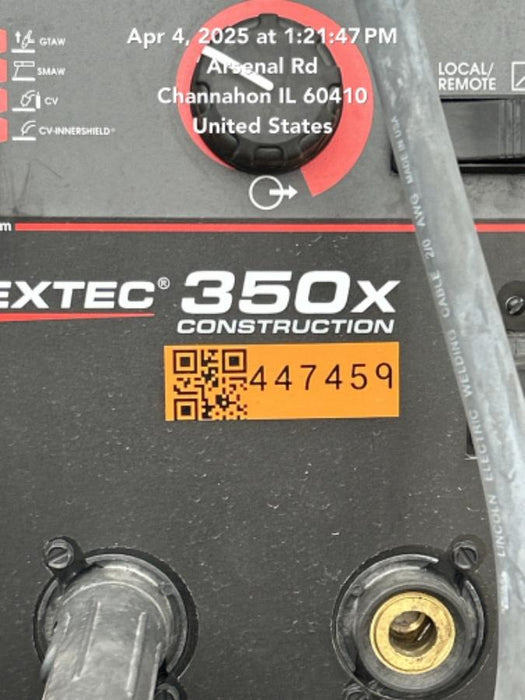 Apr 4, 2025 at 1:21:47 PM
Arsenal Rd
Channahon IL 60410
United States
GTAW
SMAW
CV
CV-INNERSHIELD®
LOCAL/
REMOTE
EXTEC® 350X
CONSTRUCTION
447459
LINCOLN ELECTRIC WELDING CABLE 2/0 AWG MADE IN USA